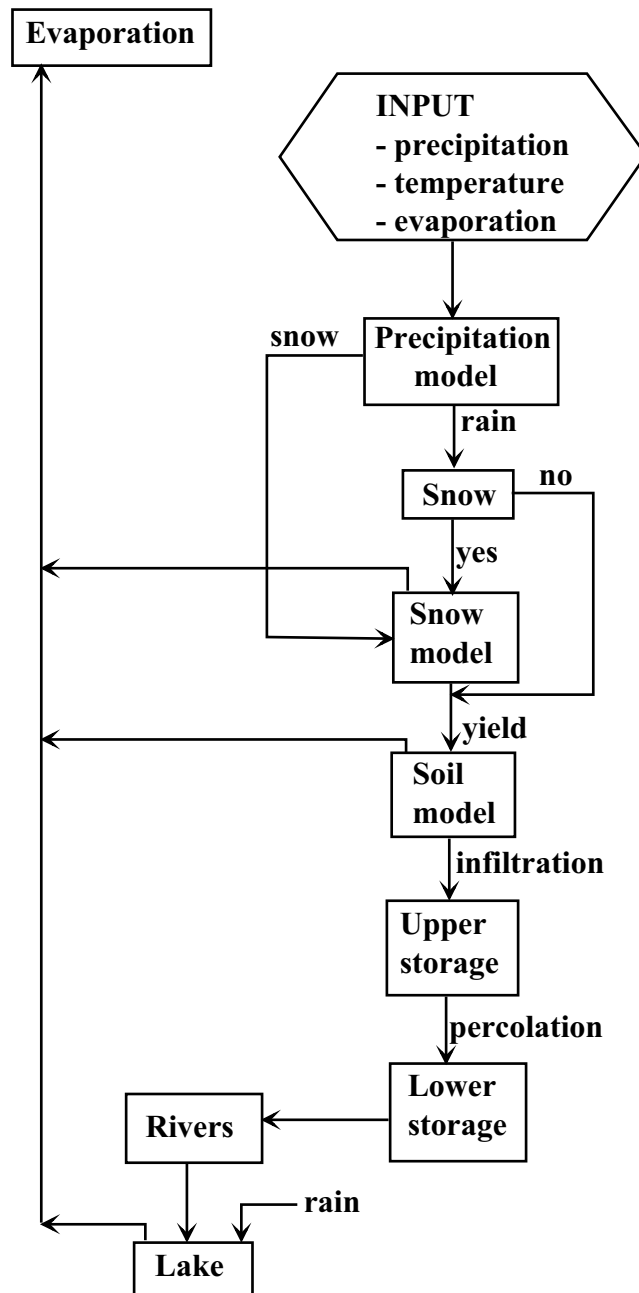 Evaporation
INPUT
- precipitation
- temperature
- evaporation
snow
Precipitation
model
rain
no
Snow
yes
Snow
model
yield
Soil
model
infiltration
Upper
storage
percolation
Lower
storage
Rivers
rain
Lake